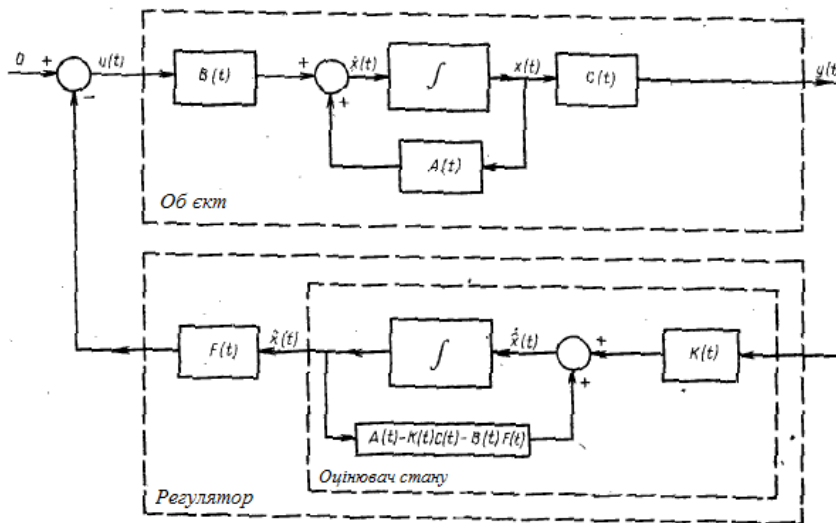 0 + u(t) B(t) + ẋ(t) ∫ x(t) C(t) y(t)
− +
A(t)
Об єкт
F(t) x̂(t) ∫ x̂̇(t) + K(t)
+
A(t)-K(t)C(t)-B(t)F(t)
Оцінювач стану
Регулятор